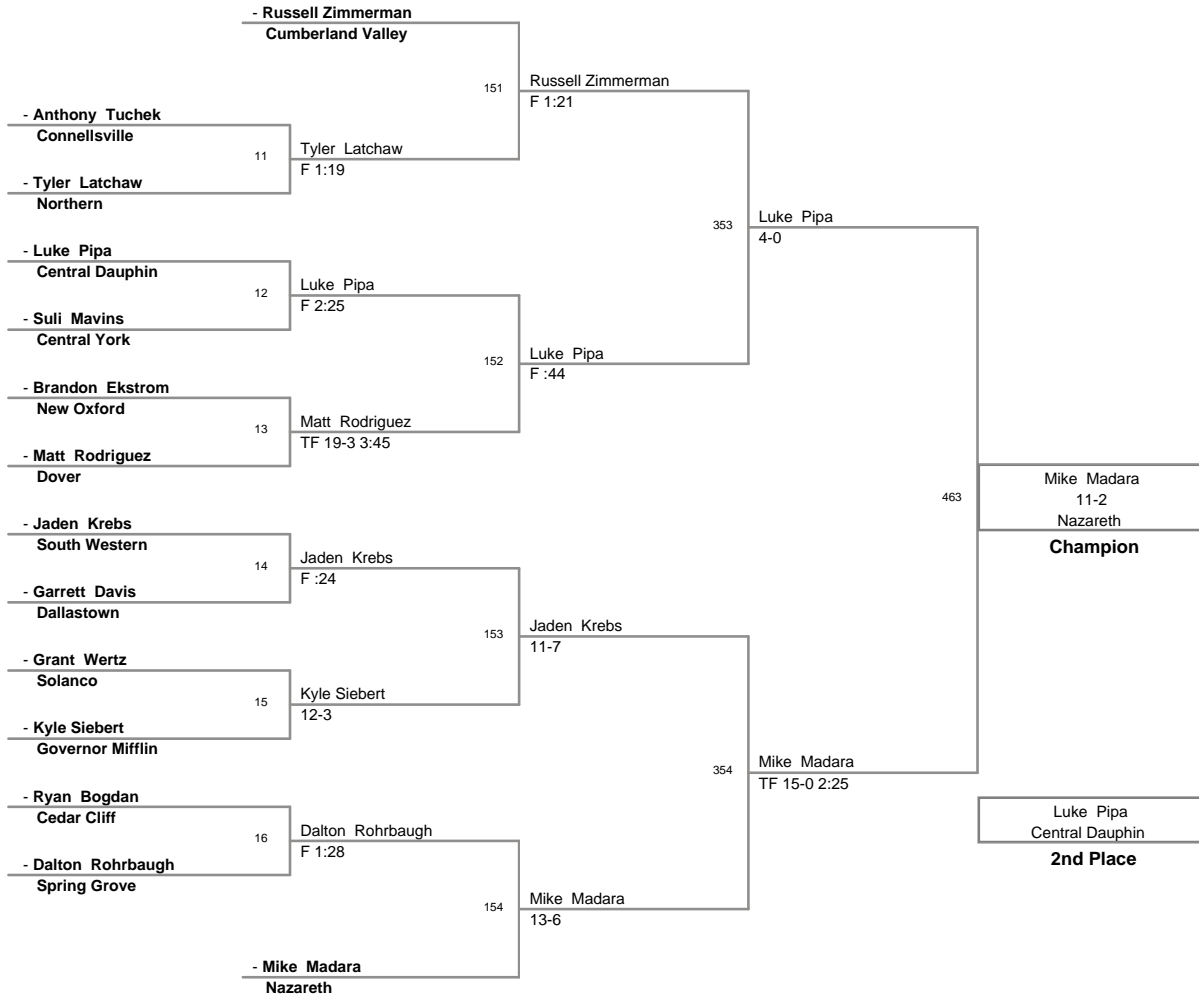 - Russell Zimmerman
Cumberland Valley
151
Russell Zimmerman
F 1:21
- Anthony Tuchek
Connellsville
11
Tyler Latchaw
F 1:19
- Tyler Latchaw
Northern
353
Luke Pipa
4-0
- Luke Pipa
Central Dauphin
12
Luke Pipa
F 2:25
- Suli Mavins
Central York
152
Luke Pipa
F :44
- Brandon Ekstrom
New Oxford
13
Matt Rodriguez
TF 19-3 3:45
- Matt Rodriguez
Dover
463
Mike Madara
11-2
Nazareth
Champion
- Jaden Krebs
South Western
14
Jaden Krebs
F :24
- Garrett Davis
Dallastown
153
Jaden Krebs
11-7
- Grant Wertz
Solanco
15
Kyle Siebert
12-3
- Kyle Siebert
Governor Mifflin
354
Mike Madara
TF 15-0 2:25
- Ryan Bogdan
Cedar Cliff
16
Dalton Rohrbaugh
F 1:28
- Dalton Rohrbaugh
Spring Grove
Luke Pipa
Central Dauphin
2nd Place
154
Mike Madara
13-6
- Mike Madara
Nazareth